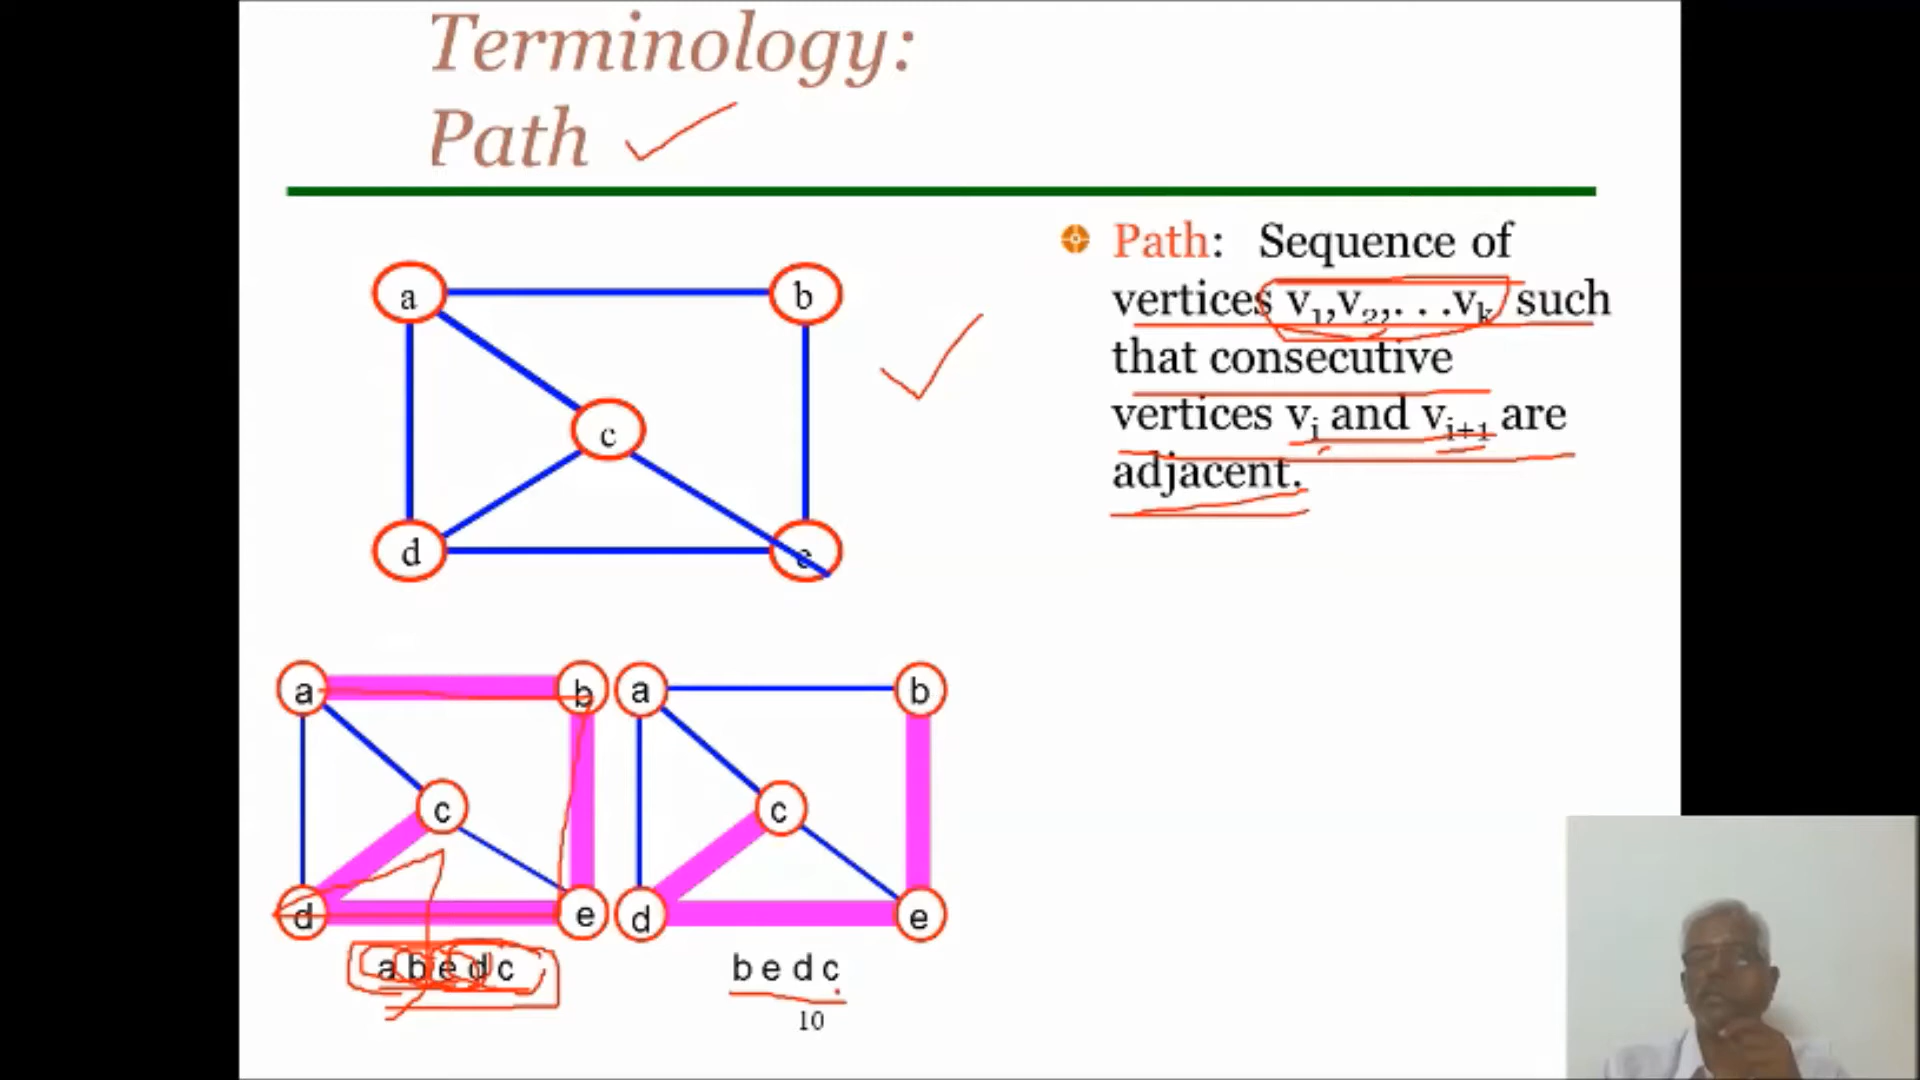 Terminology:
Path
Path: Sequence of
vertices v1,v2,. . .vk such
that consecutive
vertices vi and vi+1 are
adjacent.
a
b
c
d
e
a
b
c
d
e
a b e d c
a
b
c
d
e
b e d c
10